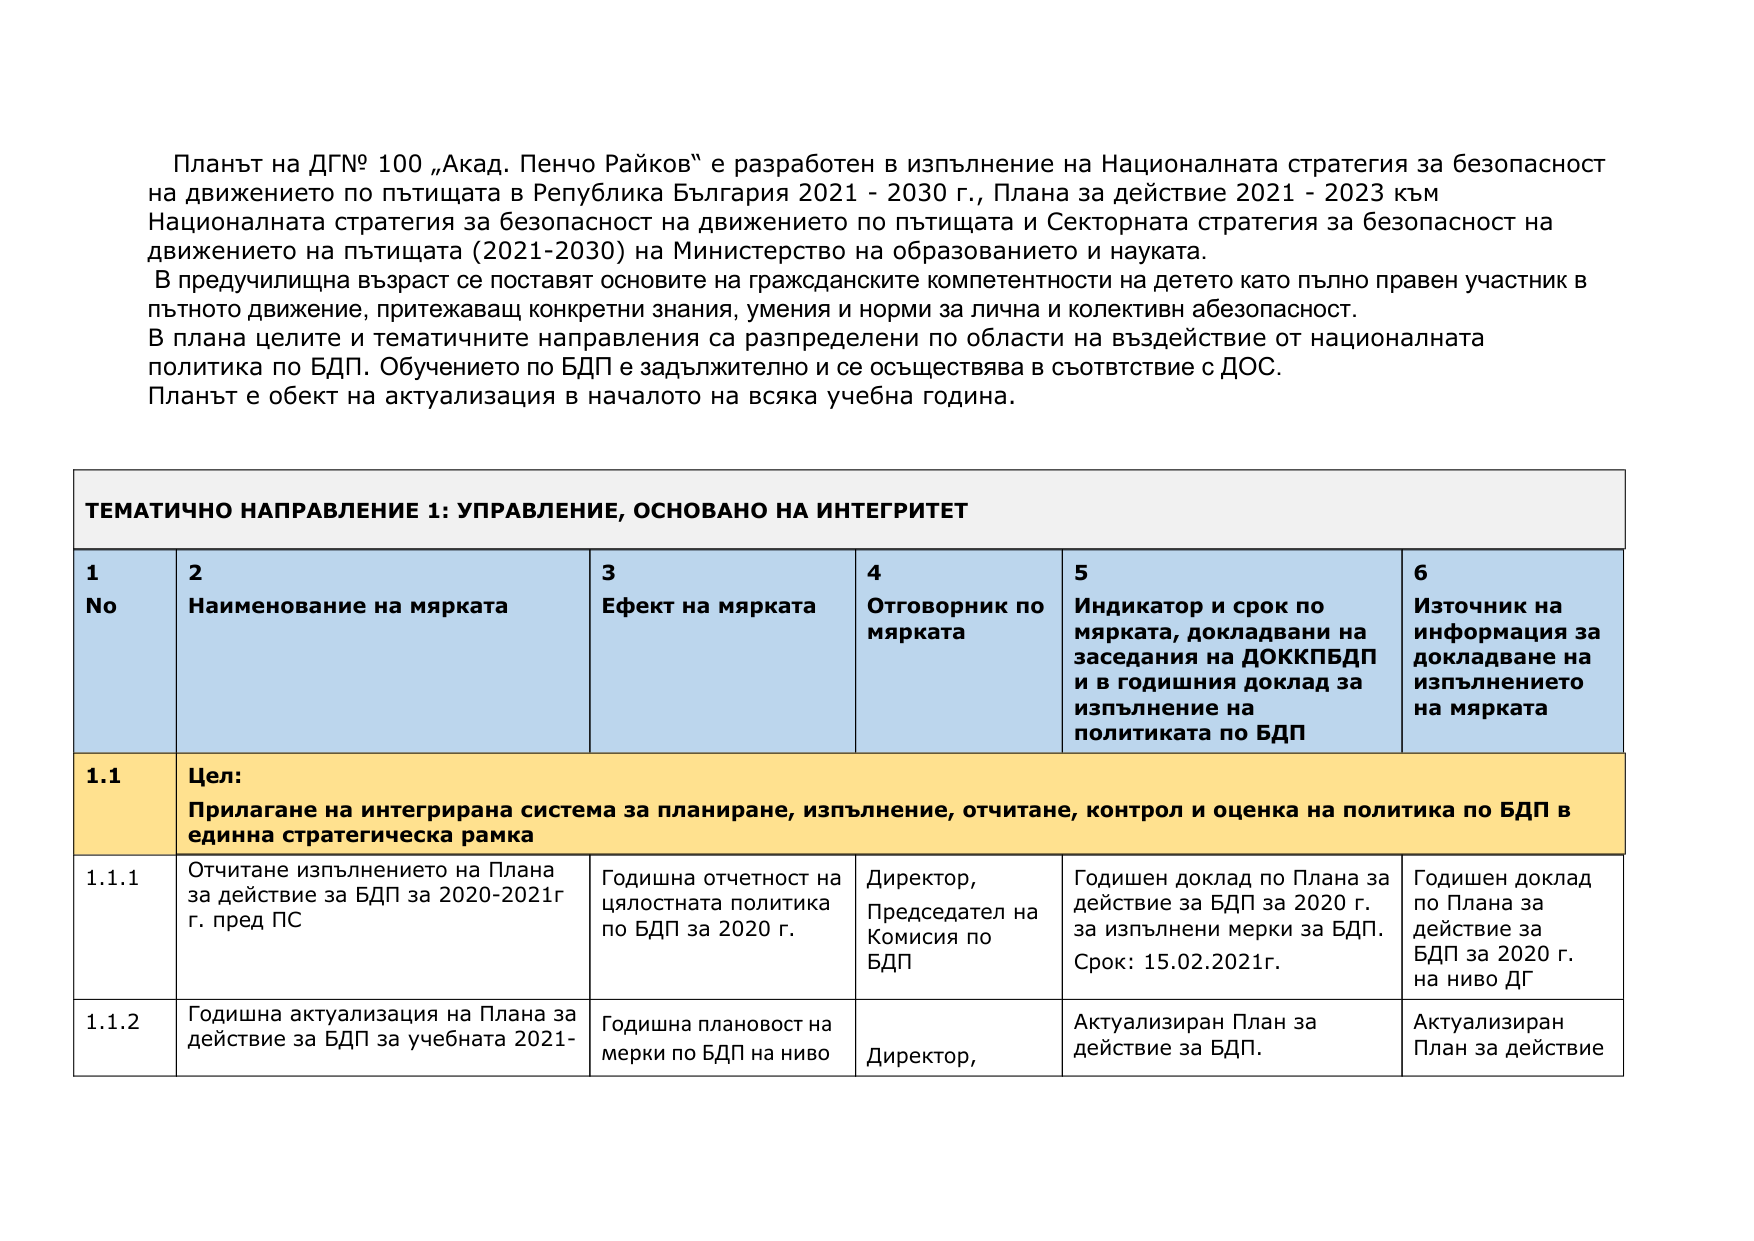 Планът на ДГ№ 100 „Акад. Пенчо Райков“ е разработен в изпълнение на Националната стратегия за безопасност
на движението по пътищата в Република България 2021 - 2030 г., Плана за действие 2021 - 2023 към
Националната стратегия за безопасност на движението по пътищата и Секторната стратегия за безопасност на
движението на пътищата (2021-2030) на Министерство на образованието и науката.
В предучилищна възраст се поставят основите на гражсданските компетентности на детето като пълно правен участник в
пътното движение, притежаващ конкретни знания, умения и норми за лична и колективн абезопасност.
В плана целите и тематичните направления са разпределени по области на въздействие от националната
политика по БДП. Обучението по БДП е задължително и се осъществява в съотвтствие с ДОС.
Планът е обект на актуализация в началото на всяка учебна година.
ТЕМАТИЧНО НАПРАВЛЕНИЕ 1: УПРАВЛЕНИЕ, ОСНОВАНО НА ИНТЕГРИТЕТ
1
No
2
Наименование на мярката
3
Ефект на мярката
4
Отговорник по
мярката
5
Индикатор и срок по
мярката, докладвани на
заседания на ДОККПБДП
и в годишния доклад за
изпълнение на
политиката по БДП
6
Източник на
информация за
докладване на
изпълнението
на мярката
1.1
Цел:
Прилагане на интегрирана система за планиране, изпълнение, отчитане, контрол и оценка на политика по БДП в
единна стратегическа рамка
1.1.1
Отчитане изпълнението на Плана
за действие за БДП за 2020-2021г
г. пред ПС
Годишна отчетност на
цялостната политика
по БДП за 2020 г.
Директор,
Председател на
Комисия по
БДП
Годишен доклад по Плана за
действие за БДП за 2020 г.
за изпълнени мерки за БДП.
Срок: 15.02.2021г.
Годишен доклад
по Плана за
действие за
БДП за 2020 г.
на ниво ДГ
1.1.2
Годишна актуализация на Плана за
действие за БДП за учебната 2021-
Годишна плановост на
мерки по БДП на ниво
Директор,
Актуализиран План за
действие за БДП.
Актуализиран
План за действие